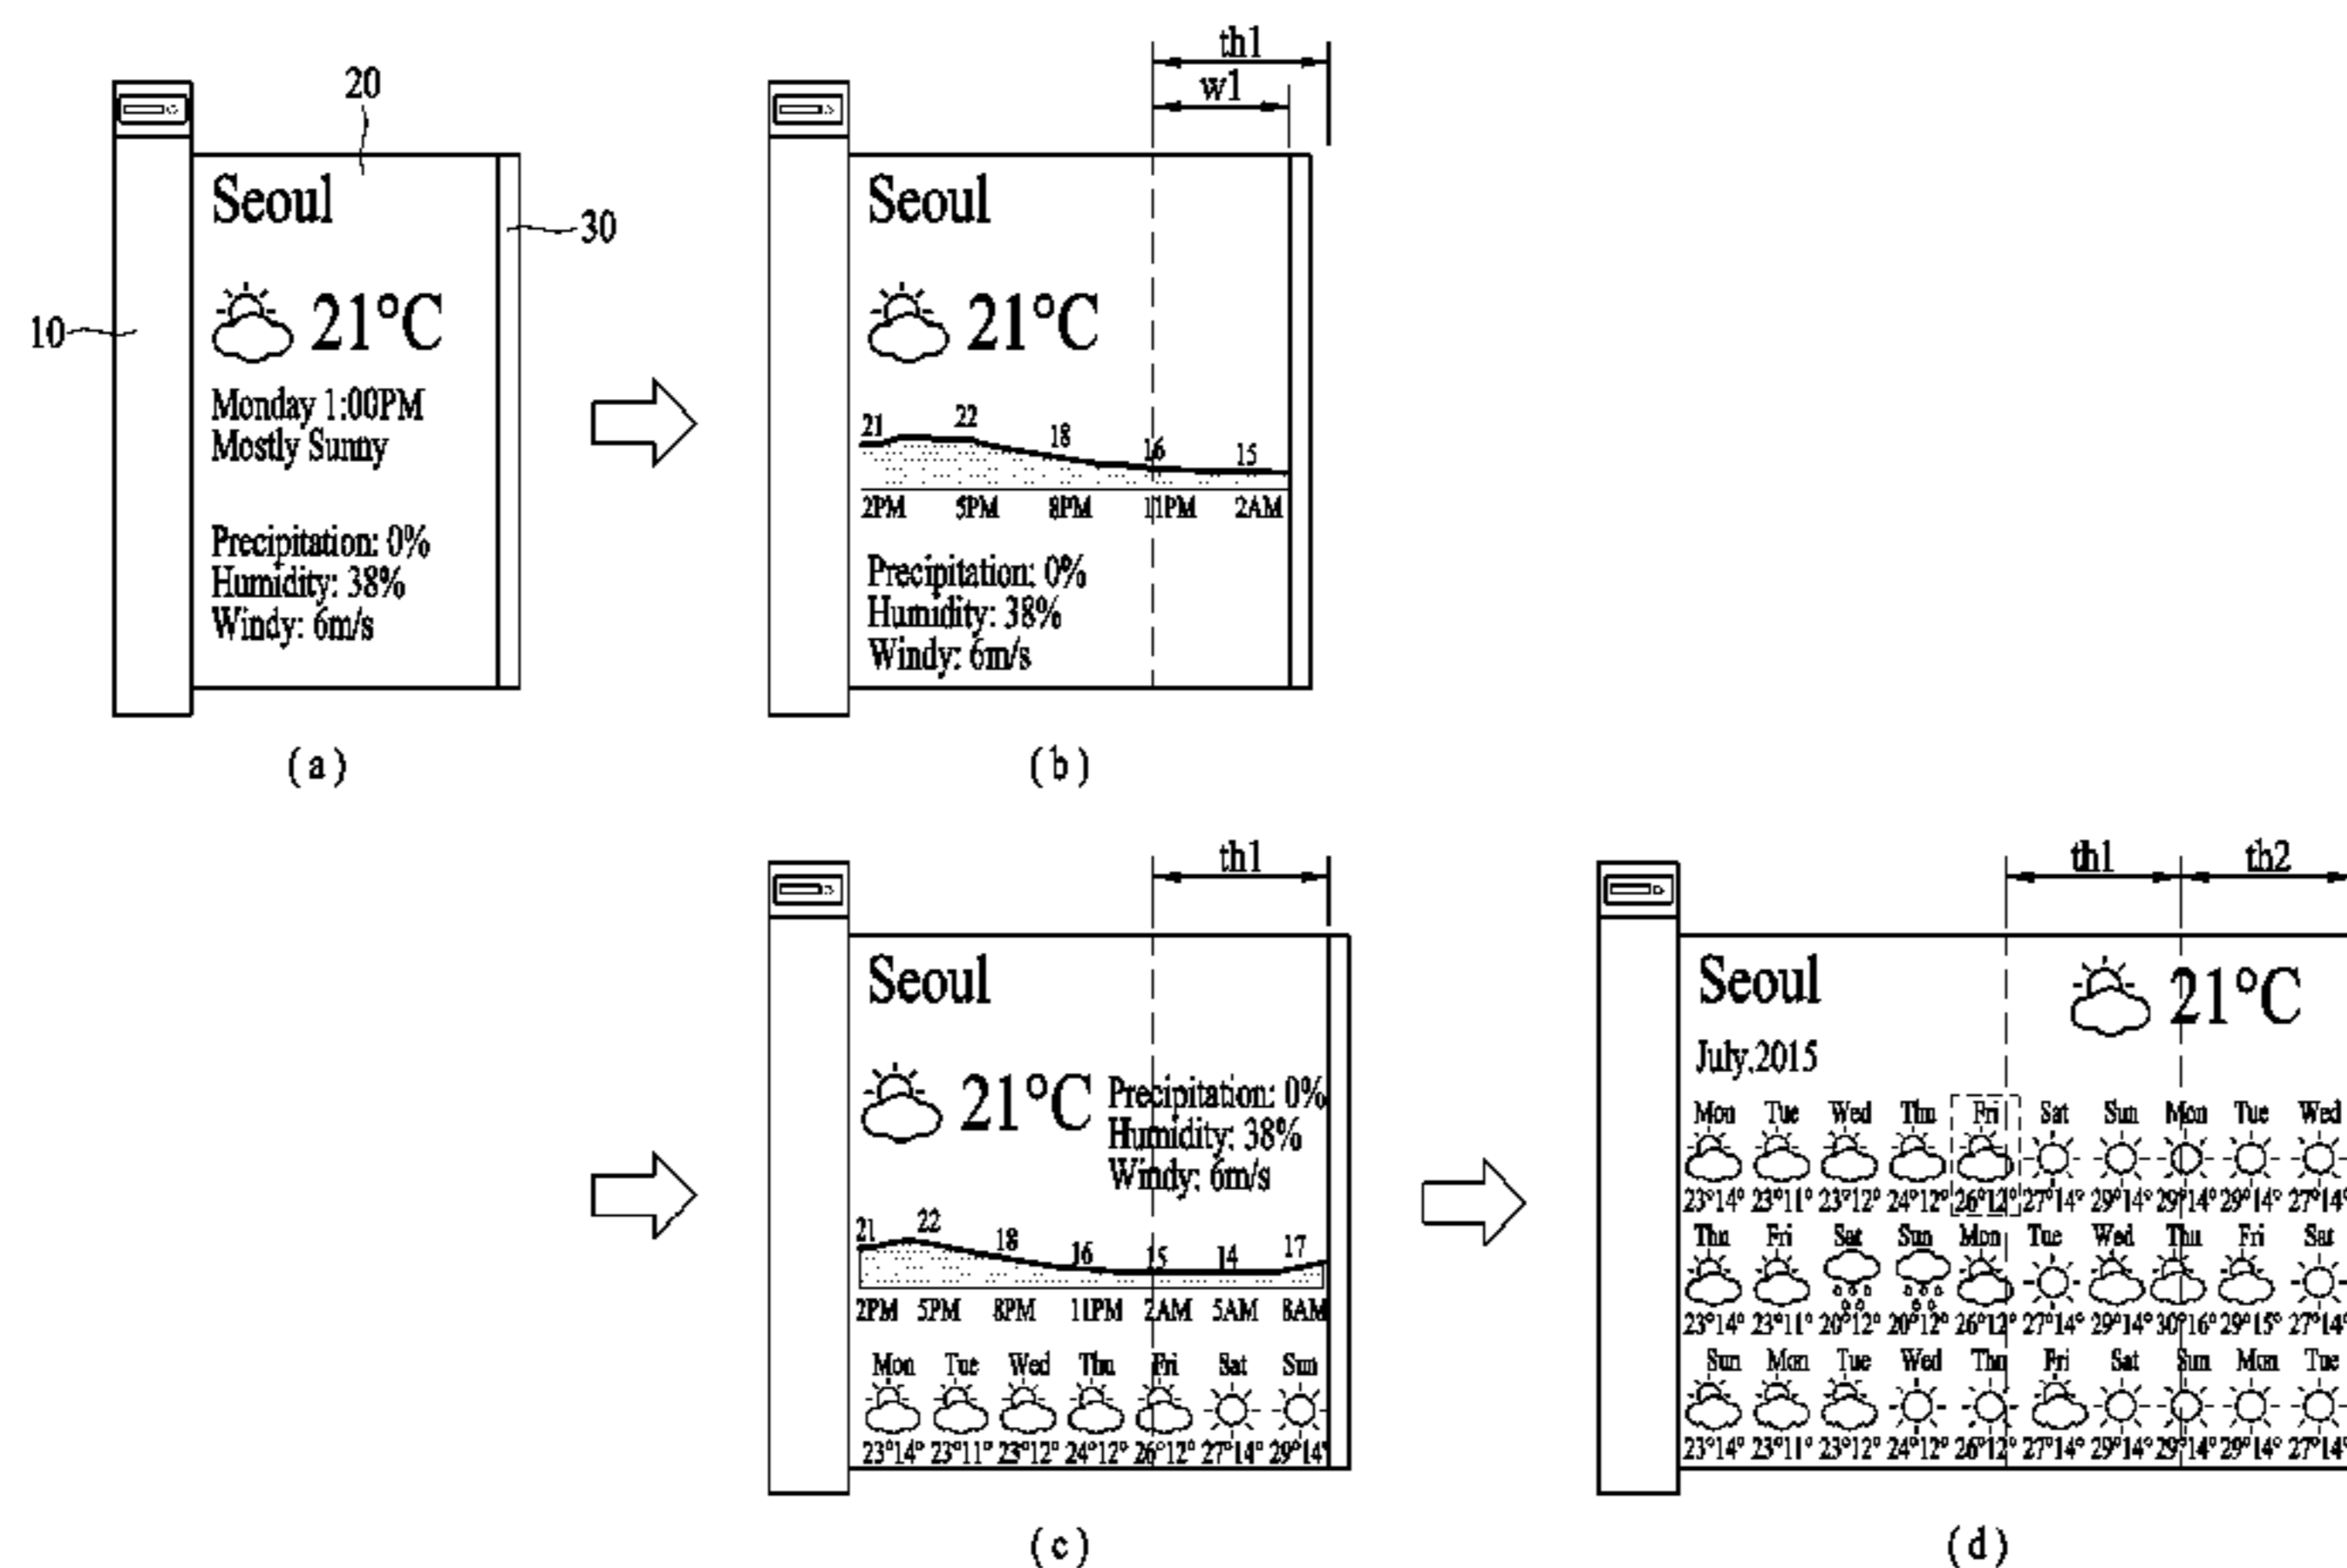 20
Seoul
30
21°C
10
Monday 1:00PM
Mostly Sunny
Precipitation: 0%
Humidity: 38%
Windy: 6m/s
(a)
th1
w1
Seoul
21°C
21 22 18 16 15
2PM 5PM 8PM 11PM 2AM
Precipitation: 0%
Humidity: 38%
Windy: 6m/s
(b)
th1
Seoul
21°C
Precipitation: 0%
Humidity: 38%
Windy: 6m/s
21 22 18 16 15 14 17
2PM 5PM 8PM 11PM 2AM 5AM 8AM
Mon Tue Wed Thu Fri Sat Sun
23°14° 23°11° 23°12° 24°12° 26°12° 27°14° 29°14°
(c)
th1 th2
Seoul
21°C
July.2015
Mon Tue Wed Thu Fri Sat Sun Mon Tue Wed
23°14° 23°11° 23°12° 24°12° 26°12° 27°14° 29°14° 29°14° 29°14° 27°14°
Thu Fri Sat Sun Mon Tue Wed Thu Fri Sat
23°14° 23°11° 20°12° 20°12° 26°12° 27°14° 29°14° 30°16° 29°15° 27°14°
Sun Mon Tue Wed Thu Fri Sat Sun Mon Tue
23°14° 23°11° 23°12° 24°12° 26°12° 27°14° 29°14° 29°14° 29°14° 27°14°
(d)